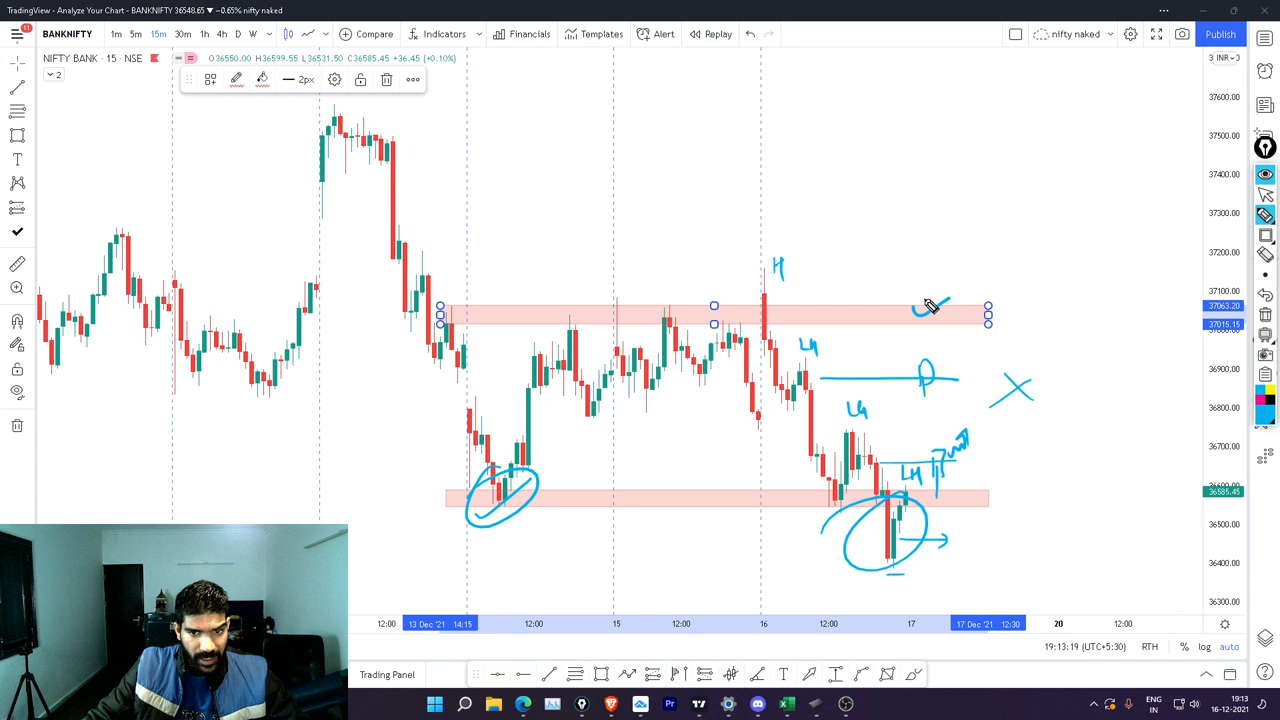 TradingView - Analyze Your Chart - BANKNIFTY 36548.65 ▼ −0.65% nifty naked
11
BANKNIFTY 1m 5m 15m 30m 1h 4h D W Compare Indicators Financials Templates Alert Replay nifty naked Publish
NIFTY BANK · 15 · NSE O36550.00 H36599.55 L36531.50 C36585.45 +36.45 (+0.10%)
INR
2
2px
37600.00
37500.00
37400.00
37300.00
37200.00
37100.00
37063.20
37015.15
36900.00
36800.00
36700.00
36585.45
36500.00
36400.00
36300.00
H
LH
P
LH
LH
12:00 13 Dec '21 14:15 12:00 15 12:00 16 12:00 17 17 Dec '21 12:30 20 12:00
19:13:19 (UTC+5:30) RTH % log auto
Trading Panel
ENG
IN
19:13
16-12-2021